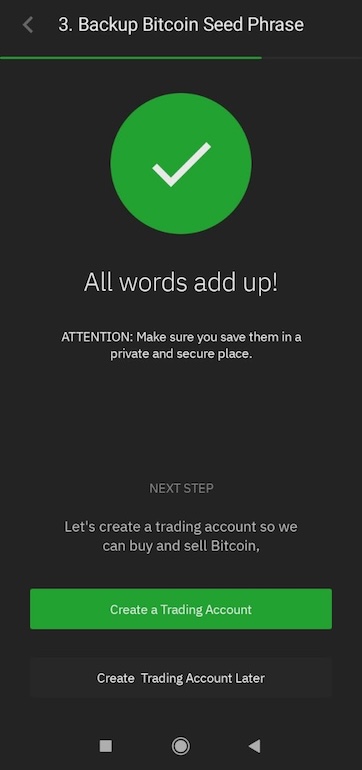 3. Backup Bitcoin Seed Phrase
All words add up!
ATTENTION: Make sure you save them in a
private and secure place.
NEXT STEP
Let's create a trading account so we
can buy and sell Bitcoin,
Create a Trading Account
Create  Trading Account Later